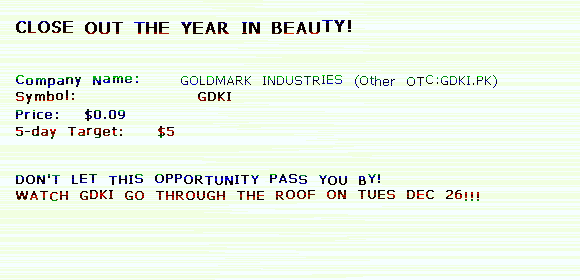 CLOSE OUT THE YEAR IN BEAUTY!
Company Name: GOLDMARK INDUSTRIES (Other OTC:GDKI.PK)
Symbol: GDKI
Price: $0.09
5-day Target: $5
DON'T LET THIS OPPORTUNITY PASS YOU BY!
WATCH GDKI GO THROUGH THE ROOF ON TUES DEC 26!!!